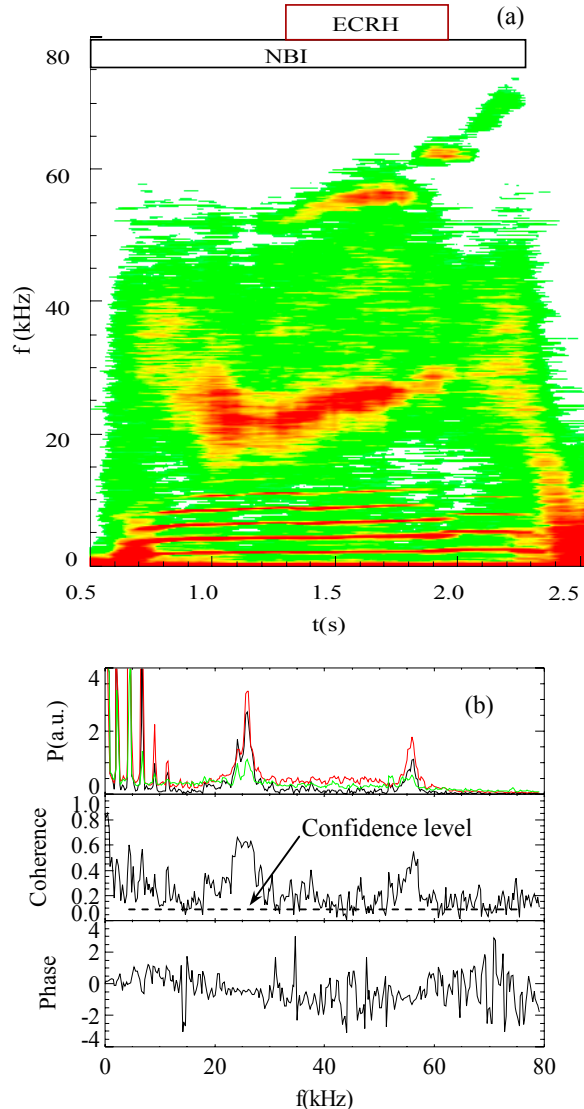 (a)
ECRH
NBI
80
60
40
20
0
f (kHz)
0.5 1.0 1.5 2.0 2.5
t(s)
(b)
4
2
0
P(a.u.)
1.0
0.8
0.6
0.4
0.2
0.0
Coherence
Confidence level
4
2
0
-2
-4
Phase
0 20 40 60 80
f(kHz)